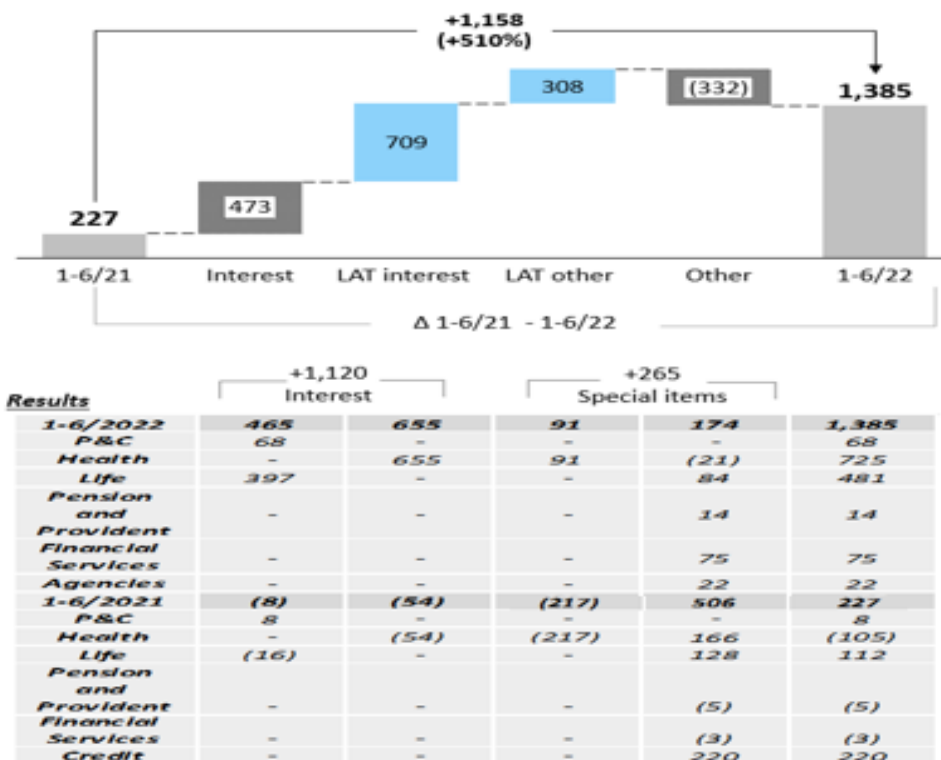 +1,158
(+510%)
308
(332)
1,385
709
473
227
1-6/21 Interest LAT interest LAT other Other 1-6/22
Δ 1-6/21 - 1-6/22
+1,120 +265
Results Interest Special items
1-6/2022 465 655 91 174 1,385
P&C 68 - - - 68
Health - 655 91 (21) 725
Life 397 - - 84 481
Pension
and
Provident - - - 14 14
Financial
Services - - - 75 75
Agencies - - - 22 22
1-6/2021 (8) (54) (217) 506 227
P&C 8 - - - 8
Health - (54) (217) 166 (105)
Life (16) - - 128 112
Pension
and
Provident - - - (5) (5)
Financial
Services - - - (3) (3)
Credit - - - 220 220